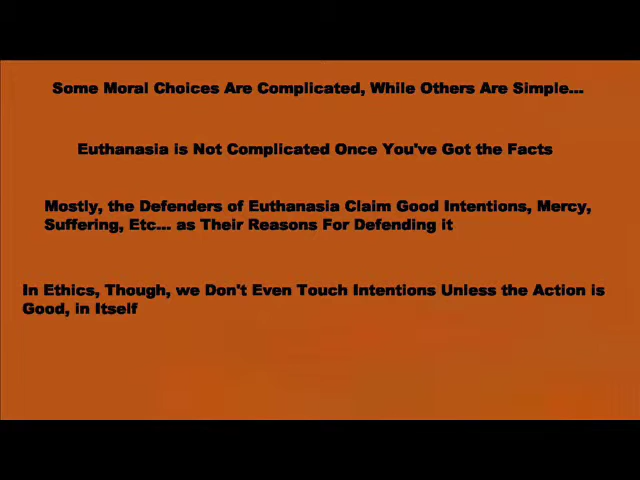 Some Moral Choices Are Complicated, While Others Are Simple...
Euthanasia is Not Complicated Once You've Got the Facts
Mostly, the Defenders of Euthanasia Claim Good Intentions, Mercy,
Suffering, Etc... as Their Reasons For Defending it
In Ethics, Though, we Don't Even Touch Intentions Unless the Action is
Good, in Itself